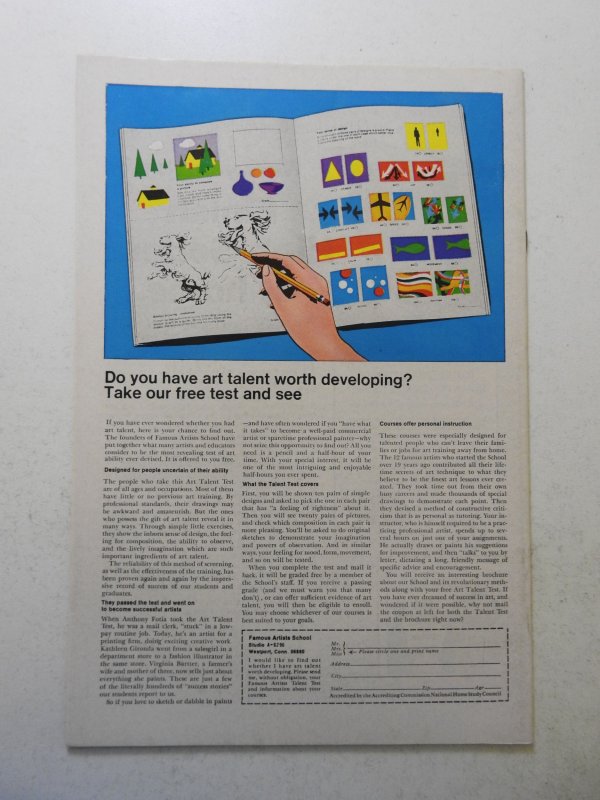 Do you have art talent worth developing?
Take our free test and see
If you have ever wondered whether you had
art talent, here is your chance to find out.
The founders of Famous Artists School have
put together what many artists and educators
consider to be the most revealing test of art
ability ever devised. It is offered to you free.
Designed for people uncertain of their ability
The people who take this Art Talent Test
are of all ages and occupations. Most of them
have little or no previous art training. By
professional standards, their drawings may
be awkward and amateurish. But the ones
who possess the gift of art talent reveal it in
many ways. Through simple little exercises,
they show the inborn sense of design, the feel-
ing for composition, the ability to observe,
and the lively imagination which are such
important ingredients of art talent.
The reliability of this method of screening,
as well as the effectiveness of the training, has
been proven again and again by the impres-
sive record of success of our students and
graduates.
They passed the test and went on
to become successful artists
When Anthony Fotia took the Art Talent
Test, he was a mail clerk, "stuck" in a low-
pay routine job. Today, he's an artist for a
printing firm, doing exciting creative work.
Kathleen Gironda went from a salesgirl in a
department store to a fashion illustrator in
the same store. Virginia Partner, a farmer's
wife and mother of three, now sells just about
everything she paints. These are just a few
of the literally hundreds of "success stories"
our students report to us.
So if you love to sketch or dabble in paints
—and have often wondered if you "have what
it takes" to become a well-paid commercial
artist or sparetime professional painter—why
not seize this opportunity to find out? All you
need is a pencil and a half-hour of your
time. With your special interest, it will be
one of the most intriguing and enjoyable
half-hours you ever spent.
What the Talent Test covers
First, you will be shown ten pairs of simple
designs and asked to pick the one in each pair
that has "a feeling of rightness" about it.
Then you will see twenty pairs of pictures,
and check which composition in each pair is
more pleasing. You'll be asked to do original
sketches to demonstrate your imagination
and powers of observation. And in similar
ways, your feeling for mood, form, movement,
and so on will be tested.
When you complete the test and mail it
back, it will be graded free by a member of
the School's staff. If you receive a passing
grade (and we must warn you that many
don't), or can offer sufficient evidence of art
talent, you will then be eligible to enroll.
You may choose whichever of our courses is
best suited to your goals.
Courses offer personal instruction
These courses were especially designed for
talented people who can't leave their fami-
lies or jobs for art training away from home.
The 12 famous artists who started the School
over 19 years ago contributed all their life-
time secrets of art technique to what they
believe to be the finest art lessons ever cre-
ated. They took time out from their own
busy careers and made thousands of special
drawings to demonstrate each point. Then
they devised a method of constructive criti-
cism that is as personal as tutoring. Your in-
structor, who is himself required to be a prac-
ticing professional artist, spends up to sev-
eral hours on just one of your assignments.
He actually draws or paints his suggestions
for improvement, and then "talks" to you by
letter, dictating a long, friendly message of
specific advice and encouragement.
You will receive an interesting brochure
about our School and its revolutionary meth-
ods along with your free Art Talent Test. If
you have ever dreamed of success in art, and
wondered if it were possible, why not mail
the coupon at left for both the Talent Test
and the brochure right now?
Famous Artists School
Westport, Conn. 06880
I would like to find out
whether I have art talent
worth developing. Please send
me, without obligation, your
Famous Artists Talent Test
and information about your
courses.
Mr.
Mrs.
Miss
Please circle one and print name
Address
City
State Zip Age
Accredited by the Accrediting Commission National Home Study Council